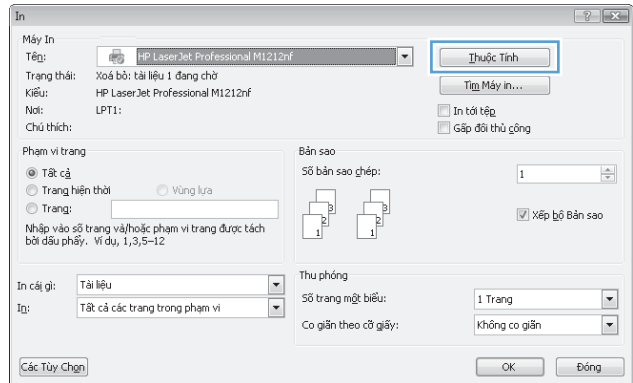 In
Máy In
Tên: HP LaserJet Professional M1212nf
Thuộc Tính
Trạng thái: Xoá bỏ: tài liệu 1 đang chờ
Kiểu: HP LaserJet Professional M1212nf
Tìm Máy in...
Nơi: LPT1:
In tới tệp
Chú thích:
Gấp đôi thủ công
Phạm vi trang
Tất cả
Trang hiện thời
Vùng lựa
Trang:
Nhập vào số trang và/hoặc phạm vi trang được tách
bởi dấu phẩy. Ví dụ, 1,3,5–12
Bản sao
Số bản sao chép: 1
1 2 3
1 2 3
Xếp bộ Bản sao
In cái gì: Tài liệu
In: Tất cả các trang trong phạm vi
Thu phóng
Số trang một biểu: 1 Trang
Co giãn theo cỡ giấy: Không co giãn
Các Tùy Chọn
OK
Đóng